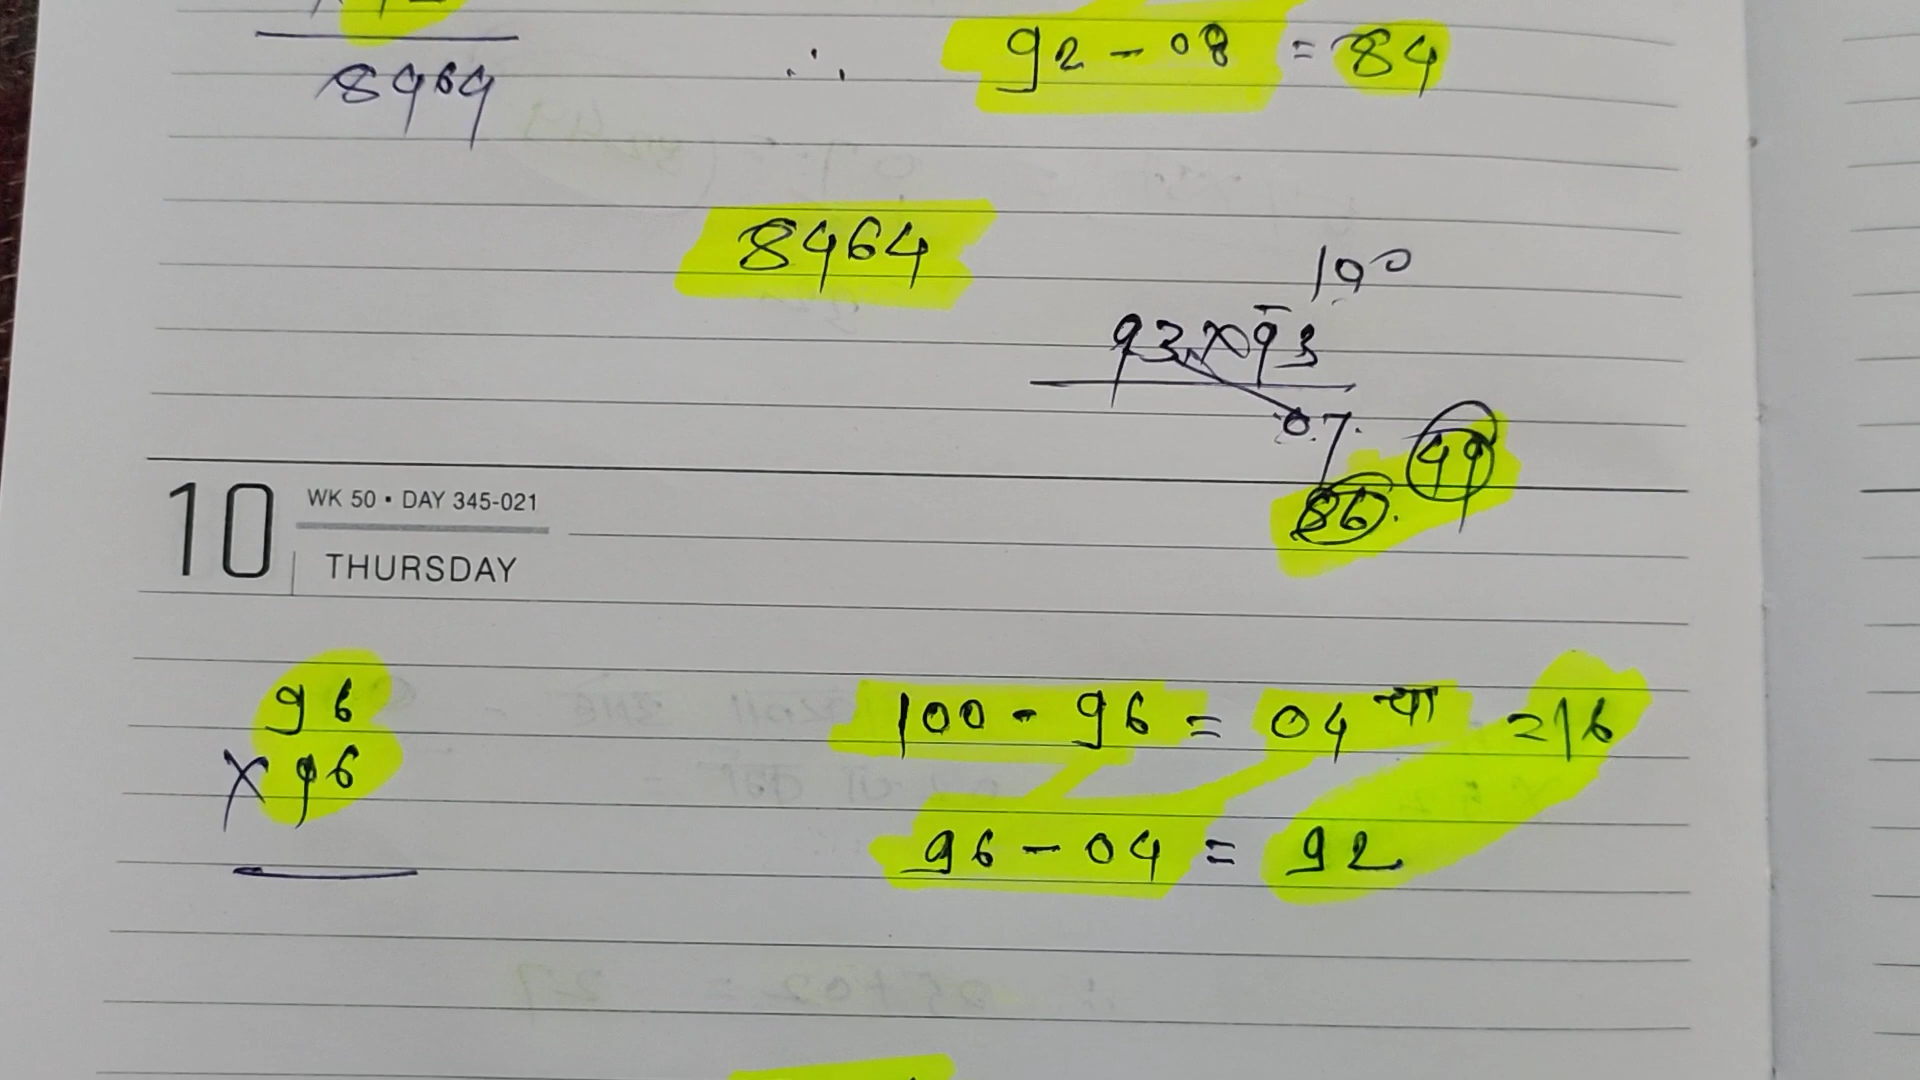 8464
∴ 92 - 08 = 84
8464
100
93 x 93
07
49
86
10 WK 50 • DAY 345-021
THURSDAY
96
x 96
100 - 96 = 04 चा = 16
96 - 04 = 92